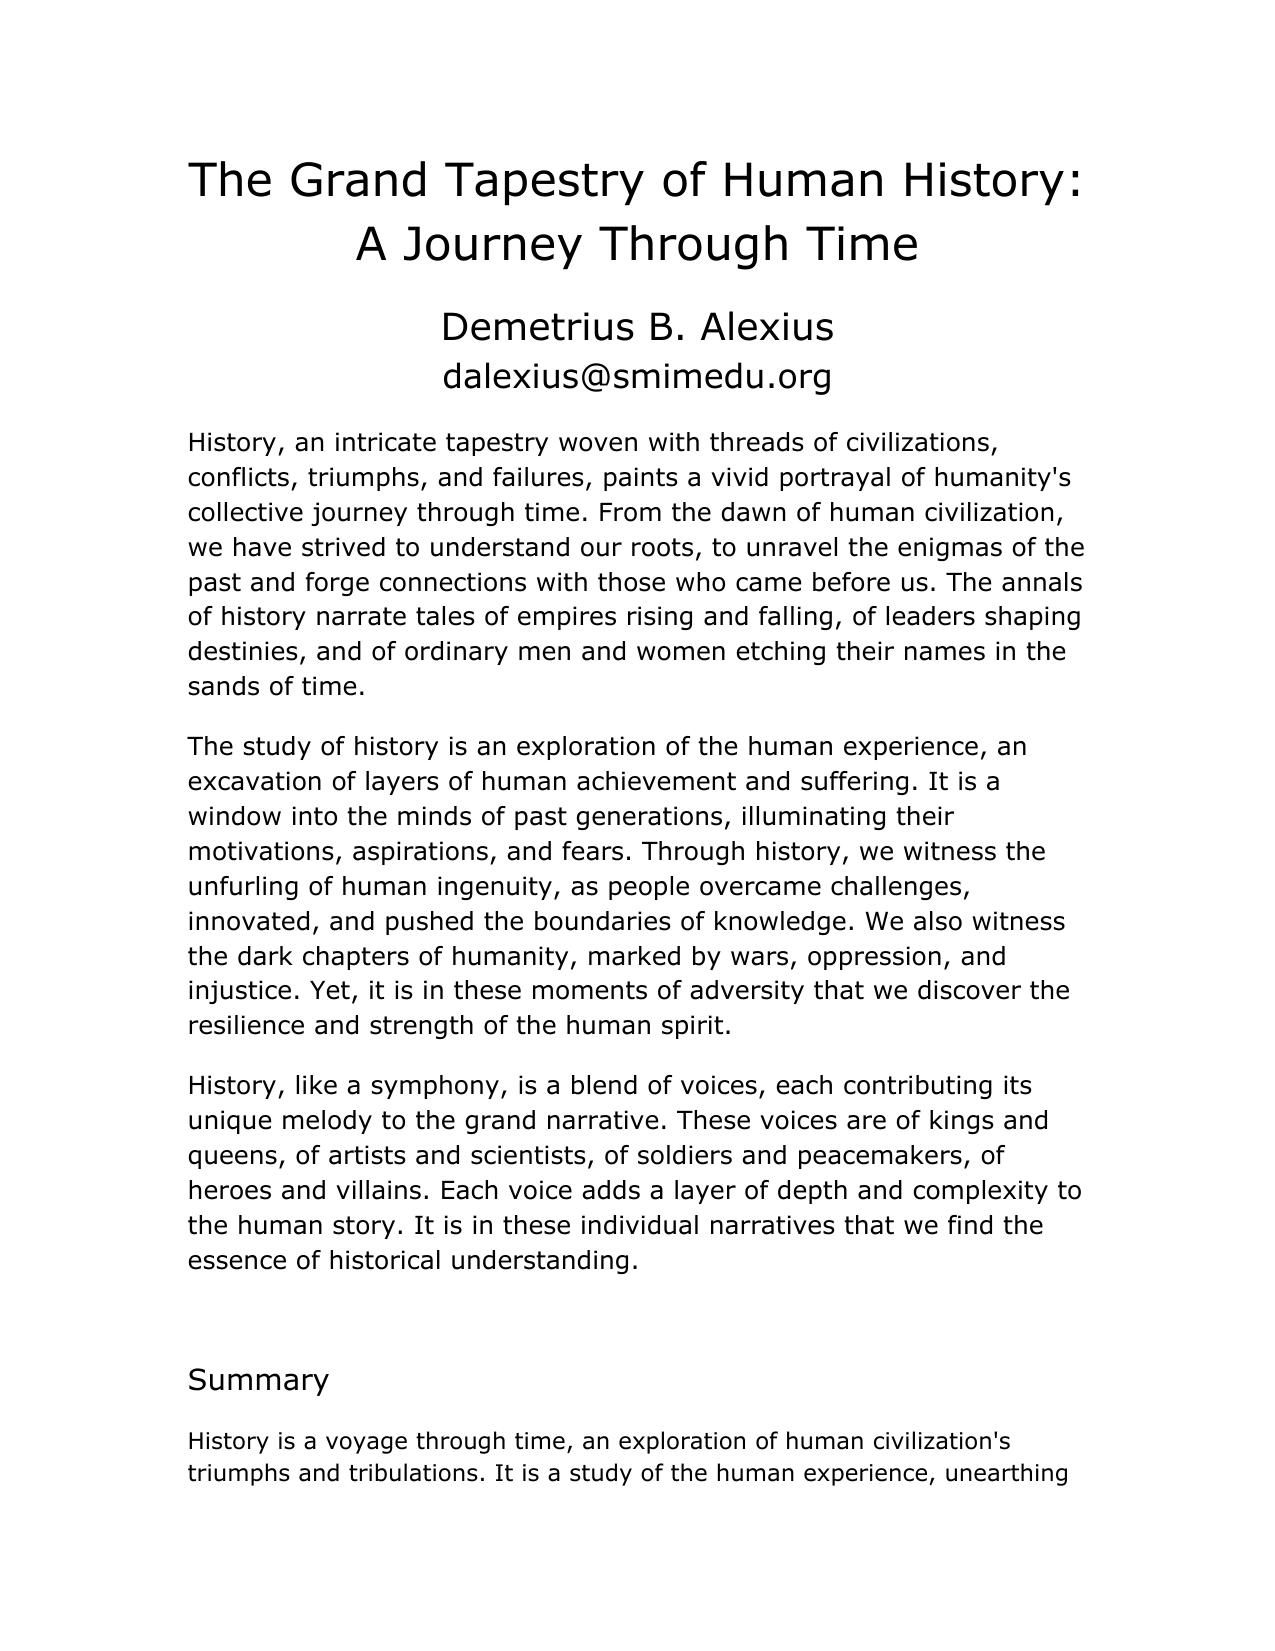 The Grand Tapestry of Human History:
A Journey Through Time
Demetrius B. Alexius
dalexius@smimedu.org
History, an intricate tapestry woven with threads of civilizations,
conflicts, triumphs, and failures, paints a vivid portrayal of humanity's
collective journey through time. From the dawn of human civilization,
we have strived to understand our roots, to unravel the enigmas of the
past and forge connections with those who came before us. The annals
of history narrate tales of empires rising and falling, of leaders shaping
destinies, and of ordinary men and women etching their names in the
sands of time.
The study of history is an exploration of the human experience, an
excavation of layers of human achievement and suffering. It is a
window into the minds of past generations, illuminating their
motivations, aspirations, and fears. Through history, we witness the
unfurling of human ingenuity, as people overcame challenges,
innovated, and pushed the boundaries of knowledge. We also witness
the dark chapters of humanity, marked by wars, oppression, and
injustice. Yet, it is in these moments of adversity that we discover the
resilience and strength of the human spirit.
History, like a symphony, is a blend of voices, each contributing its
unique melody to the grand narrative. These voices are of kings and
queens, of artists and scientists, of soldiers and peacemakers, of
heroes and villains. Each voice adds a layer of depth and complexity to
the human story. It is in these individual narratives that we find the
essence of historical understanding.
Summary
History is a voyage through time, an exploration of human civilization's
triumphs and tribulations. It is a study of the human experience, unearthing